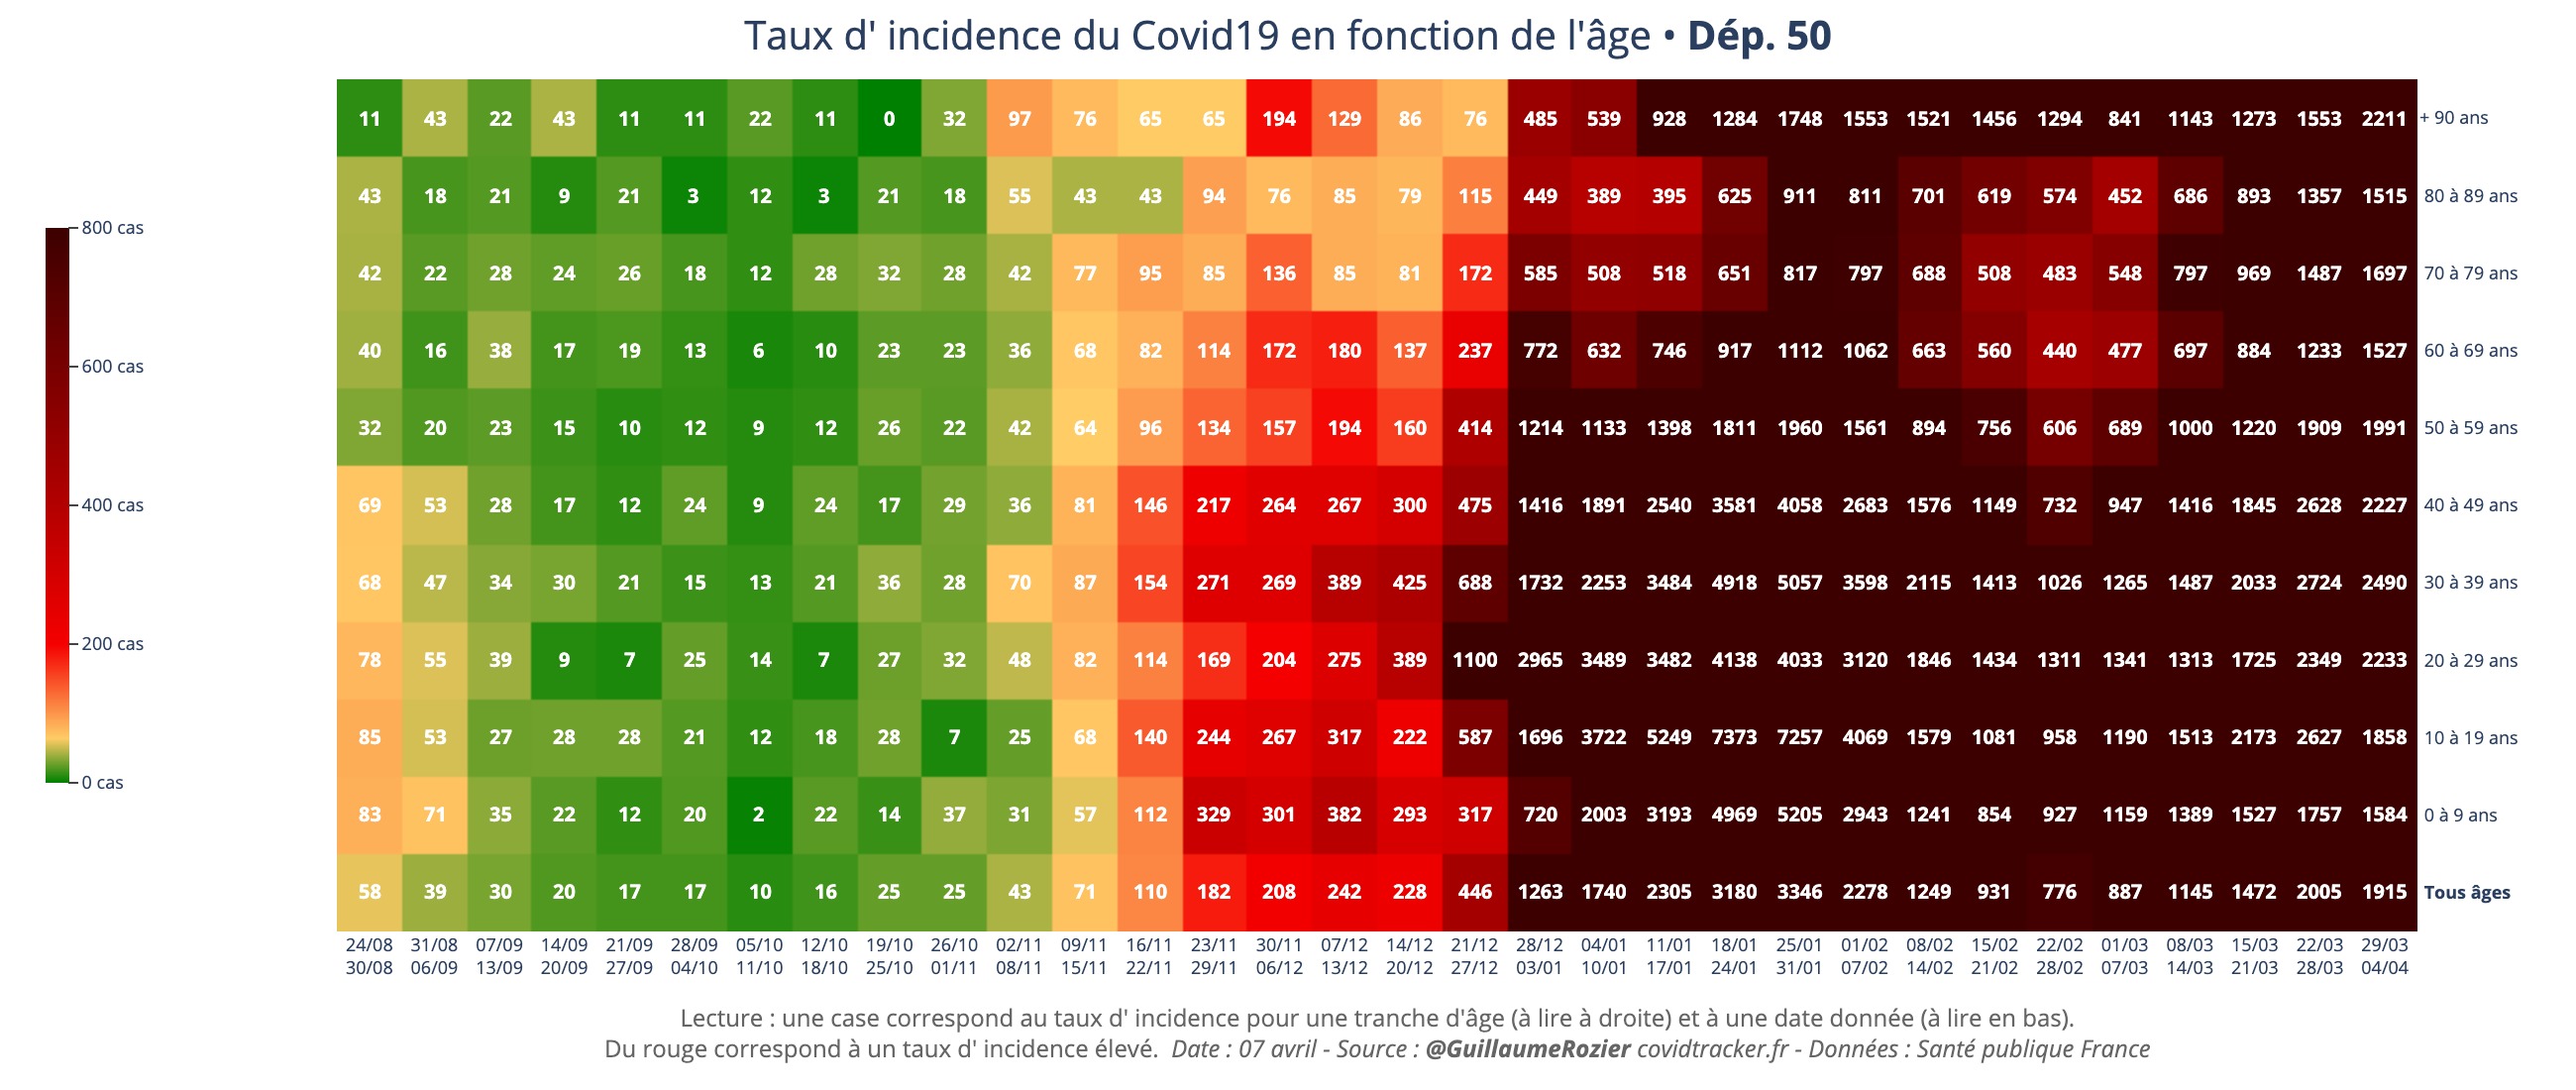 Taux d' incidence du Covid19 en fonction de l'âge • Dép. 50
800 cas
600 cas
400 cas
200 cas
0 cas
11 43 22 43 11 11 22 11 0 32 97 76 65 65 194 129 86 76 485 539 928 1284 1748 1553 1521 1456 1294 841 1143 1273 1553 2211 + 90 ans
43 18 21 9 21 3 12 3 21 18 55 43 43 94 76 85 79 115 449 389 395 625 911 811 701 619 574 452 686 893 1357 1515 80 à 89 ans
42 22 28 24 26 18 12 28 32 28 42 77 95 85 136 85 81 172 585 508 518 651 817 797 688 508 483 548 797 969 1487 1697 70 à 79 ans
40 16 38 17 19 13 6 10 23 23 36 68 82 114 172 180 137 237 772 632 746 917 1112 1062 663 560 440 477 697 884 1233 1527 60 à 69 ans
32 20 23 15 10 12 9 12 26 22 42 64 96 134 157 194 160 414 1214 1133 1398 1811 1960 1561 894 756 606 689 1000 1220 1909 1991 50 à 59 ans
69 53 28 17 12 24 9 24 17 29 36 81 146 217 264 267 300 475 1416 1891 2540 3581 4058 2683 1576 1149 732 947 1416 1845 2628 2227 40 à 49 ans
68 47 34 30 21 15 13 21 36 28 70 87 154 271 269 389 425 688 1732 2253 3484 4918 5057 3598 2115 1413 1026 1265 1487 2033 2724 2490 30 à 39 ans
78 55 39 9 7 25 14 7 27 32 48 82 114 169 204 275 389 1100 2965 3489 3482 4138 4033 3120 1846 1434 1311 1341 1313 1725 2349 2233 20 à 29 ans
85 53 27 28 28 21 12 18 28 7 25 68 140 244 267 317 222 587 1696 3722 5249 7373 7257 4069 1579 1081 958 1190 1513 2173 2627 1858 10 à 19 ans
83 71 35 22 12 20 2 22 14 37 31 57 112 329 301 382 293 317 720 2003 3193 4969 5205 2943 1241 854 927 1159 1389 1527 1757 1584 0 à 9 ans
58 39 30 20 17 17 10 16 25 25 43 71 110 182 208 242 228 446 1263 1740 2305 3180 3346 2278 1249 931 776 887 1145 1472 2005 1915 Tous âges
24/08 31/08 07/09 14/09 21/09 28/09 05/10 12/10 19/10 26/10 02/11 09/11 16/11 23/11 30/11 07/12 14/12 21/12 28/12 04/01 11/01 18/01 25/01 01/02 08/02 15/02 22/02 01/03 08/03 15/03 22/03 29/03
30/08 06/09 13/09 20/09 27/09 04/10 11/10 18/10 25/10 01/11 08/11 15/11 22/11 29/11 06/12 13/12 20/12 27/12 03/01 10/01 17/01 24/01 31/01 07/02 14/02 21/02 28/02 07/03 14/03 21/03 28/03 04/04
Lecture : une case correspond au taux d' incidence pour une tranche d'âge (à lire à droite) et à une date donnée (à lire en bas).
Du rouge correspond à un taux d' incidence élevé. Date : 07 avril - Source : @GuillaumeRozier covidtracker.fr - Données : Santé publique France